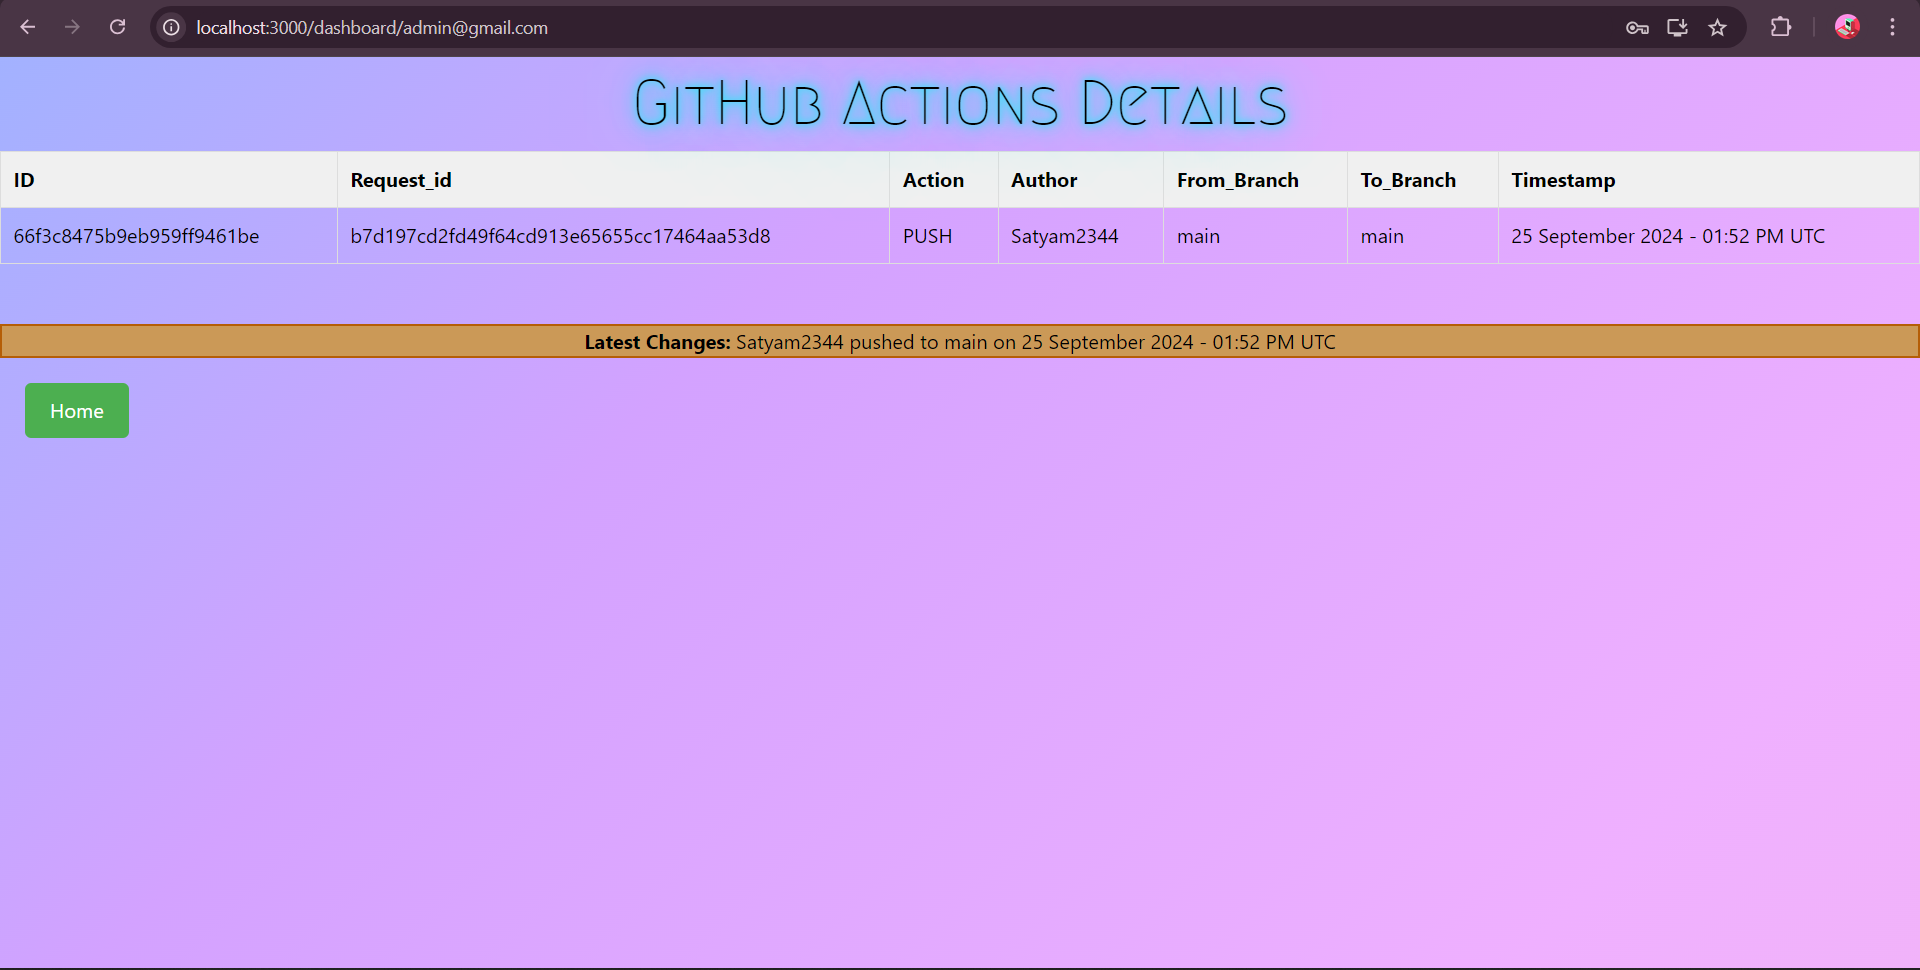 localhost:3000/dashboard/admin@gmail.com
GitHub Actions Details
ID Request_id Action Author From_Branch To_Branch Timestamp
66f3c8475b9eb959ff9461be b7d197cd2fd49f64cd913e65655cc17464aa53d8 PUSH Satyam2344 main main 25 September 2024 - 01:52 PM UTC
Latest Changes: Satyam2344 pushed to main on 25 September 2024 - 01:52 PM UTC
Home